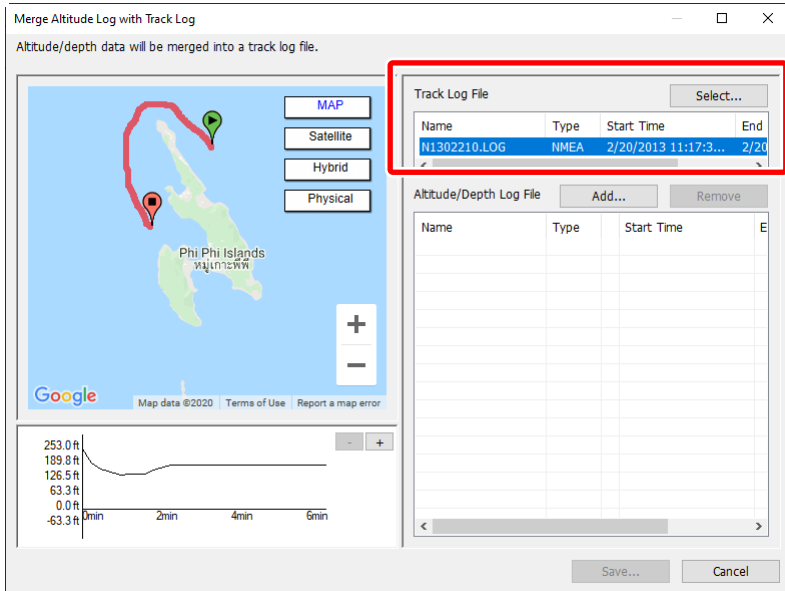 Merge Altitude Log with Track Log
Altitude/depth data will be merged into a track log file.
MAP
Satellite
Hybrid
Physical
Phi Phi Islands
หมู่เกาะพีพี
+
−
Google
Map data ©2020 Terms of Use Report a map error
253.0 ft
189.8 ft
126.5 ft
63.3 ft
0.0 ft
-63.3 ft
0min 2min 4min 6min
- +
Track Log File Select...
Name Type Start Time End
N1302210.LOG NMEA 2/20/2013 11:17:3... 2/20
Altitude/Depth Log File Add... Remove
Name Type Start Time E
Save... Cancel